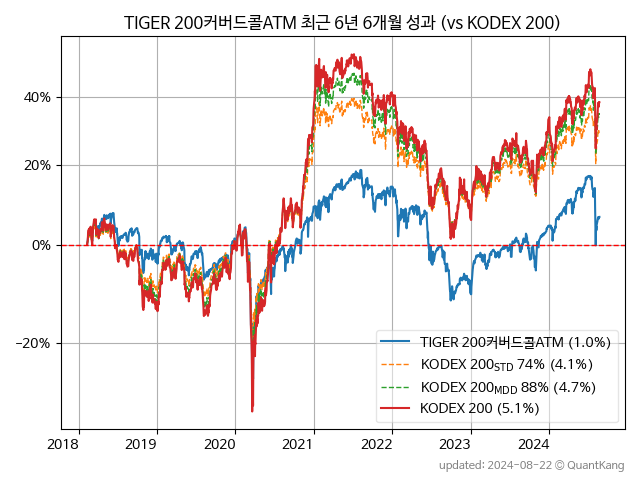 TIGER 200커버드콜ATM 최근 6년 6개월 성과 (vs KODEX 200)
40%
20%
0%
−20%
TIGER 200커버드콜ATM (1.0%)
KODEX 200STD 74% (4.1%)
KODEX 200MDD 88% (4.7%)
KODEX 200 (5.1%)
2018 2019 2020 2021 2022 2023 2024
updated: 2024-08-22 © QuantKang